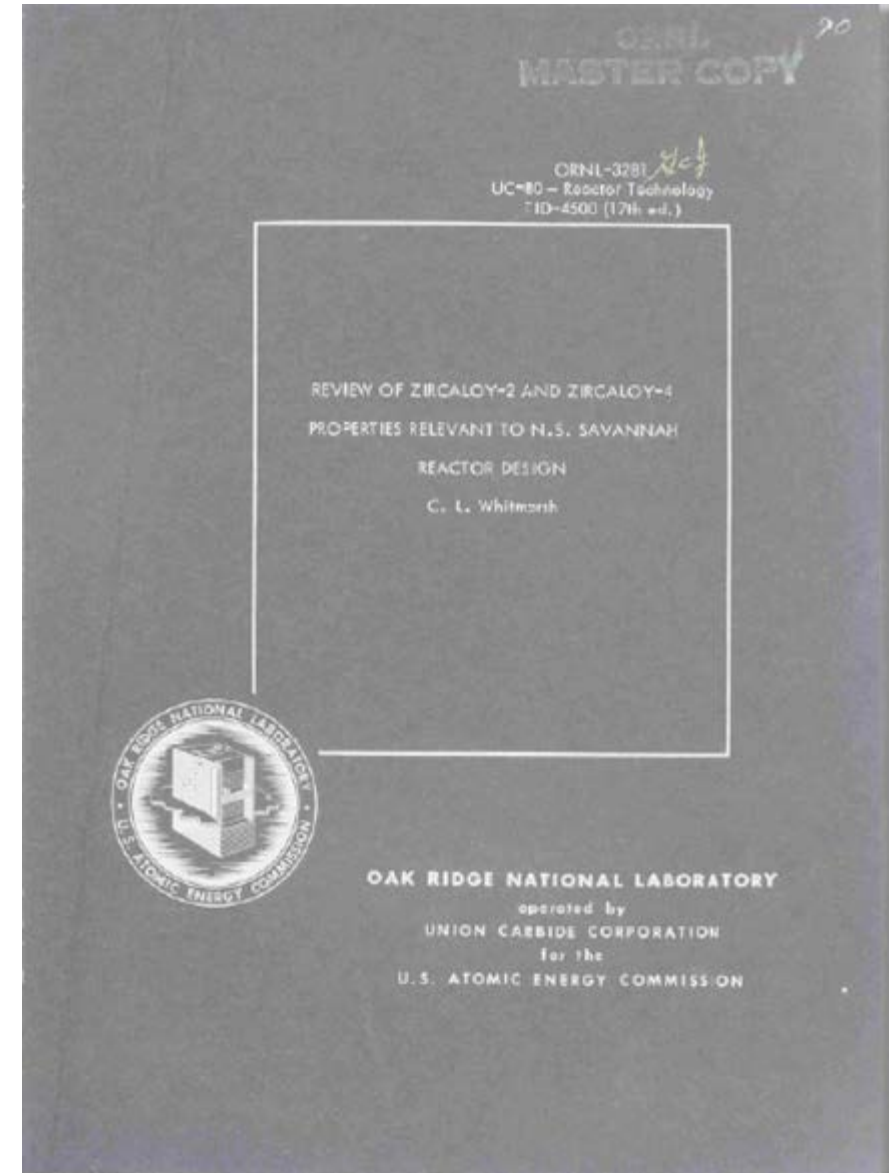 90
ORNL
MASTER COPY
ORNL-3281
UC-80 – Reactor Technology
TID-4500 (17th ed.)
REVIEW OF ZIRCALOY-2 AND ZIRCALOY-4
PROPERTIES RELEVANT TO N.S. SAVANNAH
REACTOR DESIGN
C. L. Whitmarsh
OAK RIDGE NATIONAL LABORATORY
U.S. ATOMIC ENERGY COMMISSION
OAK RIDGE NATIONAL LABORATORY
operated by
UNION CARBIDE CORPORATION
for the
U.S. ATOMIC ENERGY COMMISSION